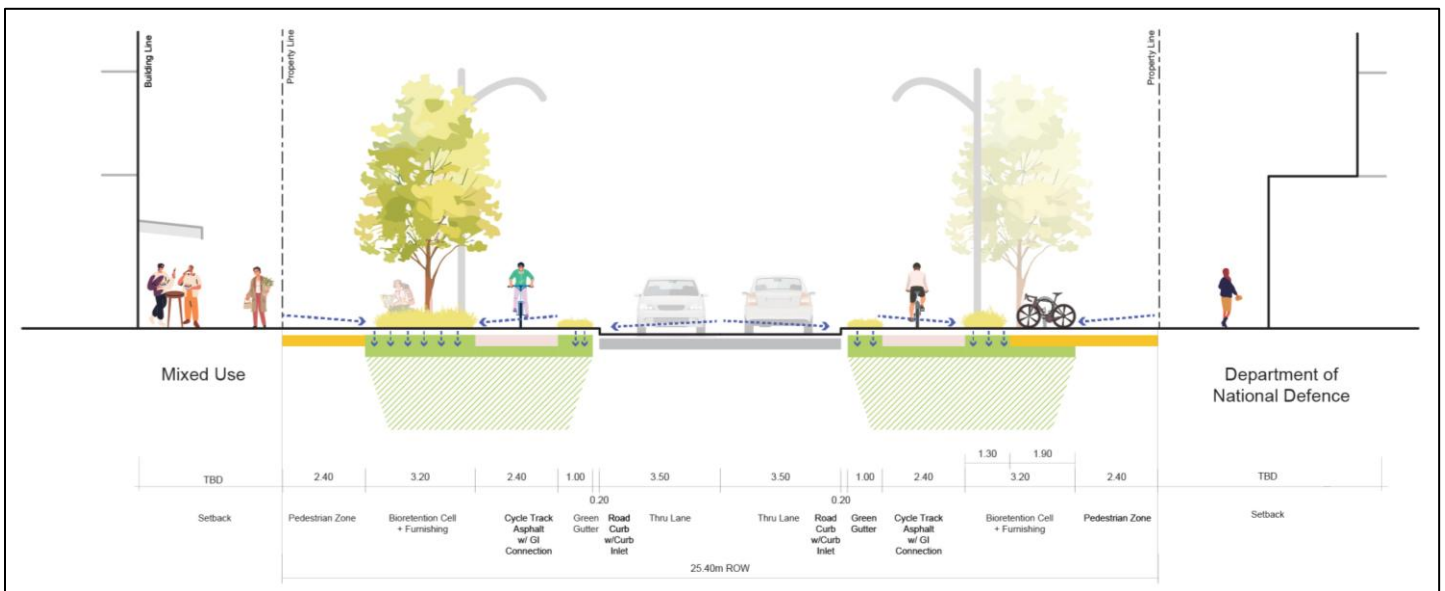 Building Line
Property Line
Property Line
Mixed Use
Department of
National Defence
1.30
1.90
TBD
2.40
3.20
2.40
1.00
3.50
3.50
1.00
2.40
3.20
2.40
TBD
0.20
0.20
Setback
Pedestrian Zone
Bioretention Cell
+ Furnishing
Cycle Track
Asphalt
w/ GI
Connection
Green
Gutter
Road
Curb
w/Curb
Inlet
Thru Lane
Thru Lane
Road
Curb
w/Curb
Inlet
Green
Gutter
Cycle Track
Asphalt
w/ GI
Connection
Bioretention Cell
+ Furnishing
Pedestrian Zone
Setback
25.40m ROW